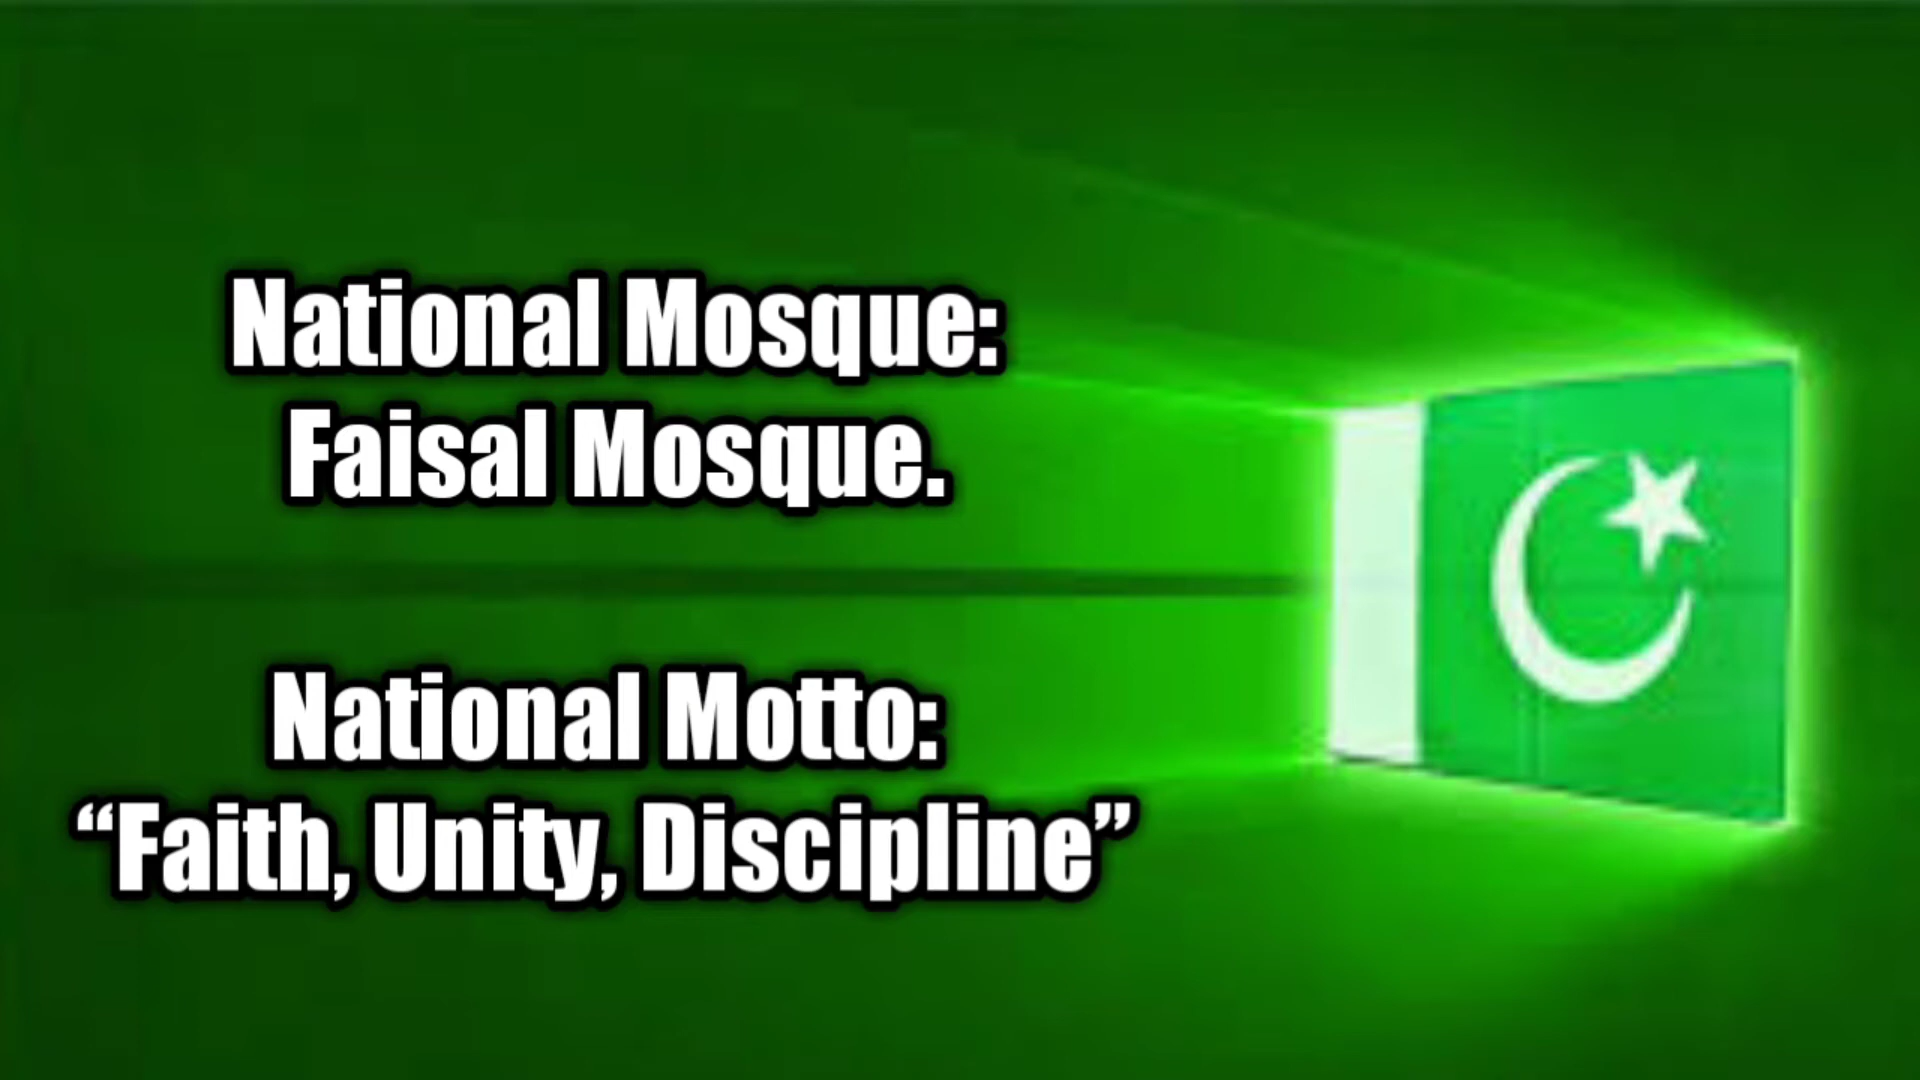 National Mosque:
Faisal Mosque.
National Motto:
“Faith, Unity, Discipline”